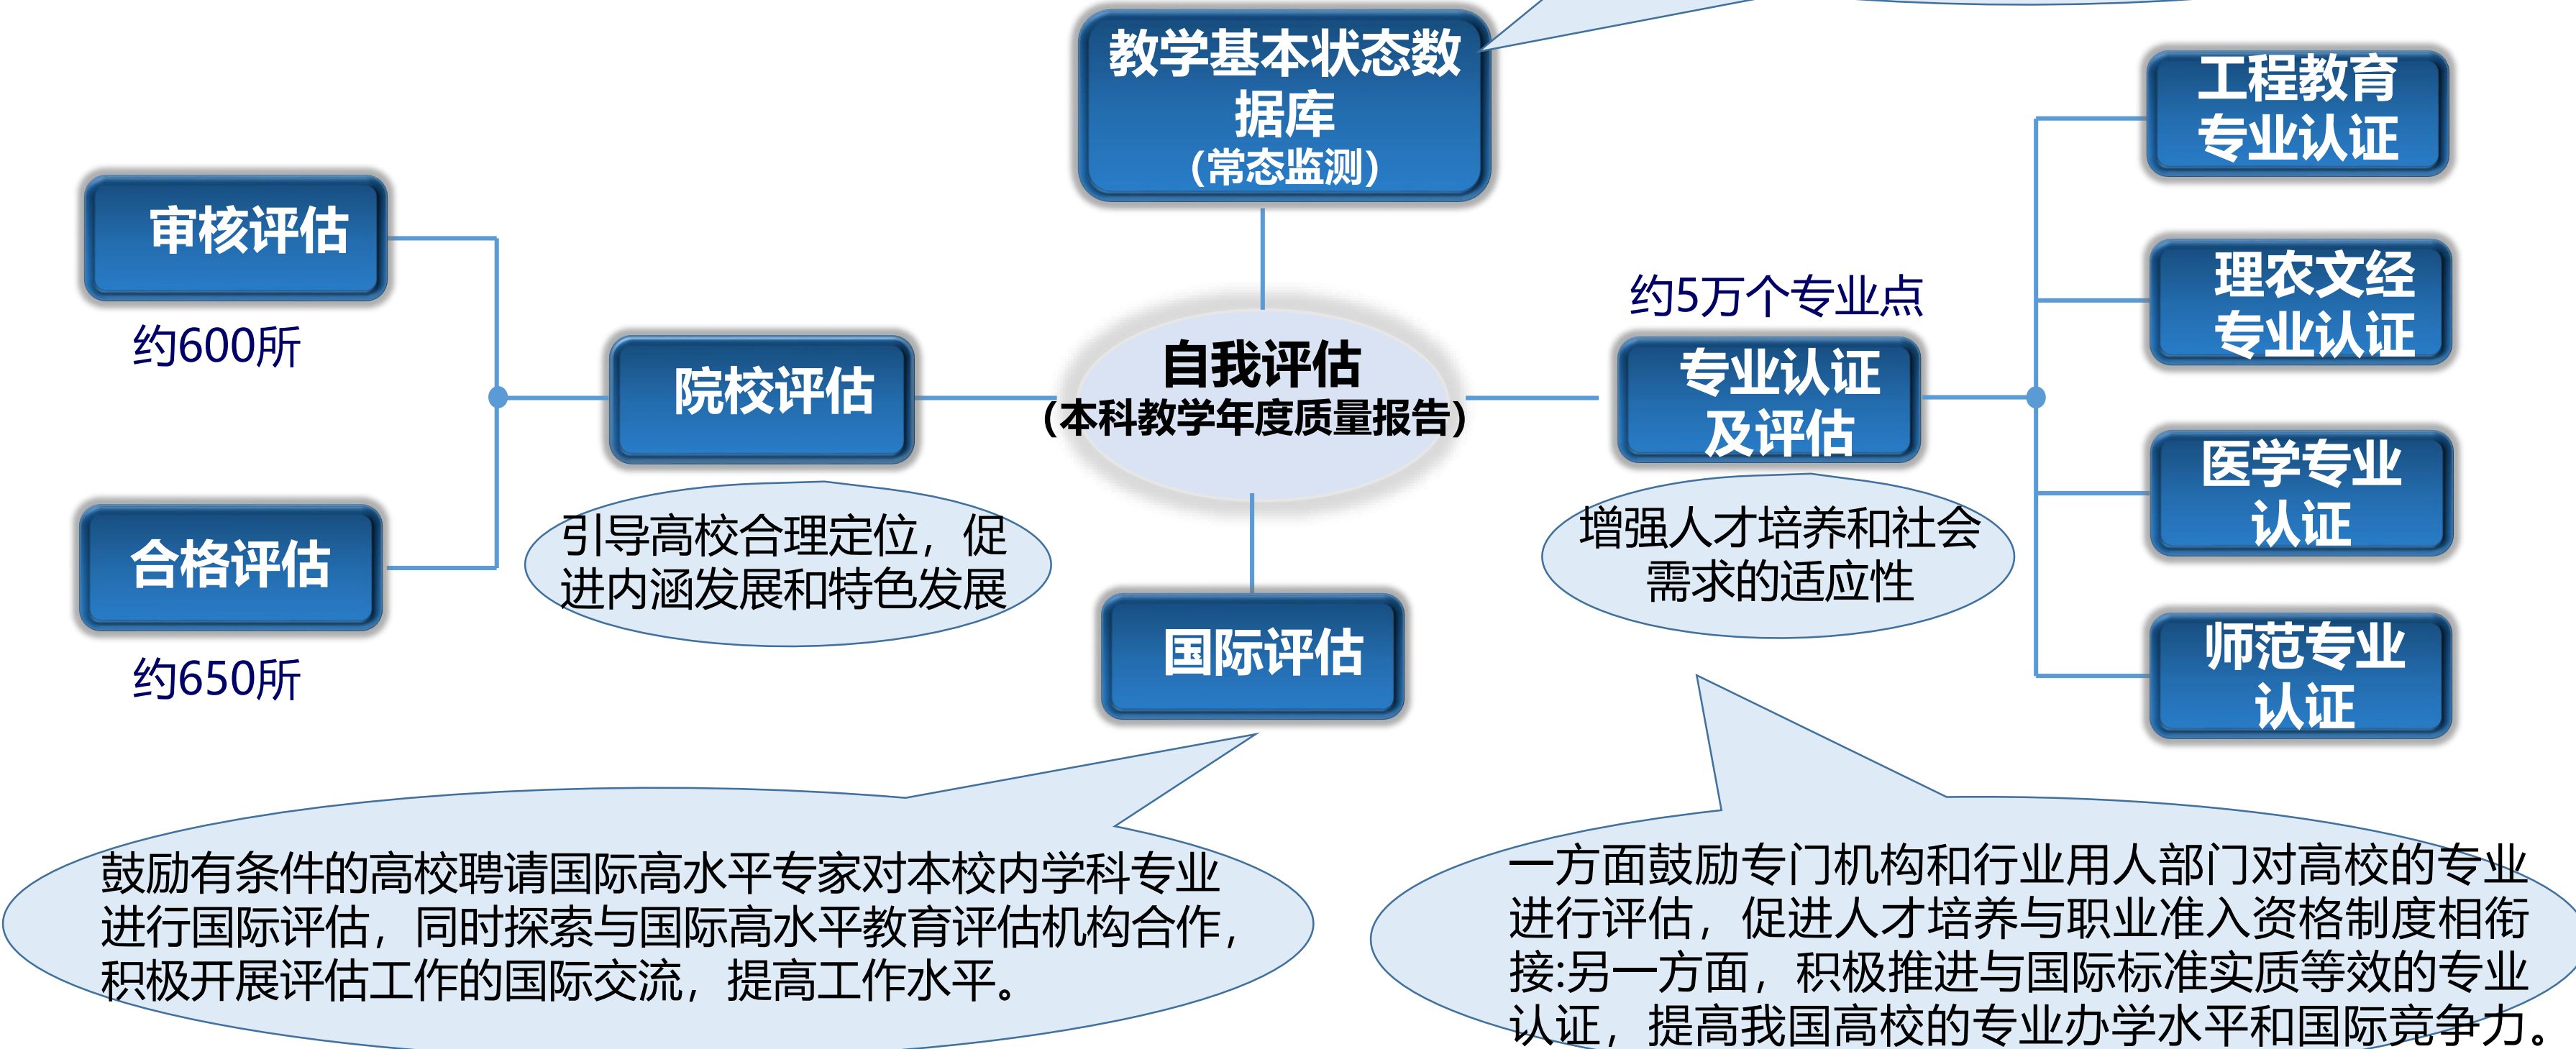 教学基本状态数
据库
(常态监测)
工程教育
专业认证
审核评估
约600所
理农文经
专业认证
约5万个专业点
院校评估
自我评估
(本科教学年度质量报告)
专业认证
及评估
医学专业
认证
引导高校合理定位，促
进内涵发展和特色发展
增强人才培养和社会
需求的适应性
合格评估
约650所
国际评估
师范专业
认证
鼓励有条件的高校聘请国际高水平专家对本校内学科专业
进行国际评估，同时探索与国际高水平教育评估机构合作，
积极开展评估工作的国际交流，提高工作水平。
一方面鼓励专门机构和行业用人部门对高校的专业
进行评估，促进人才培养与职业准入资格制度相衔
接:另一方面，积极推进与国际标准实质等效的专业
认证，提高我国高校的专业办学水平和国际竞争力。